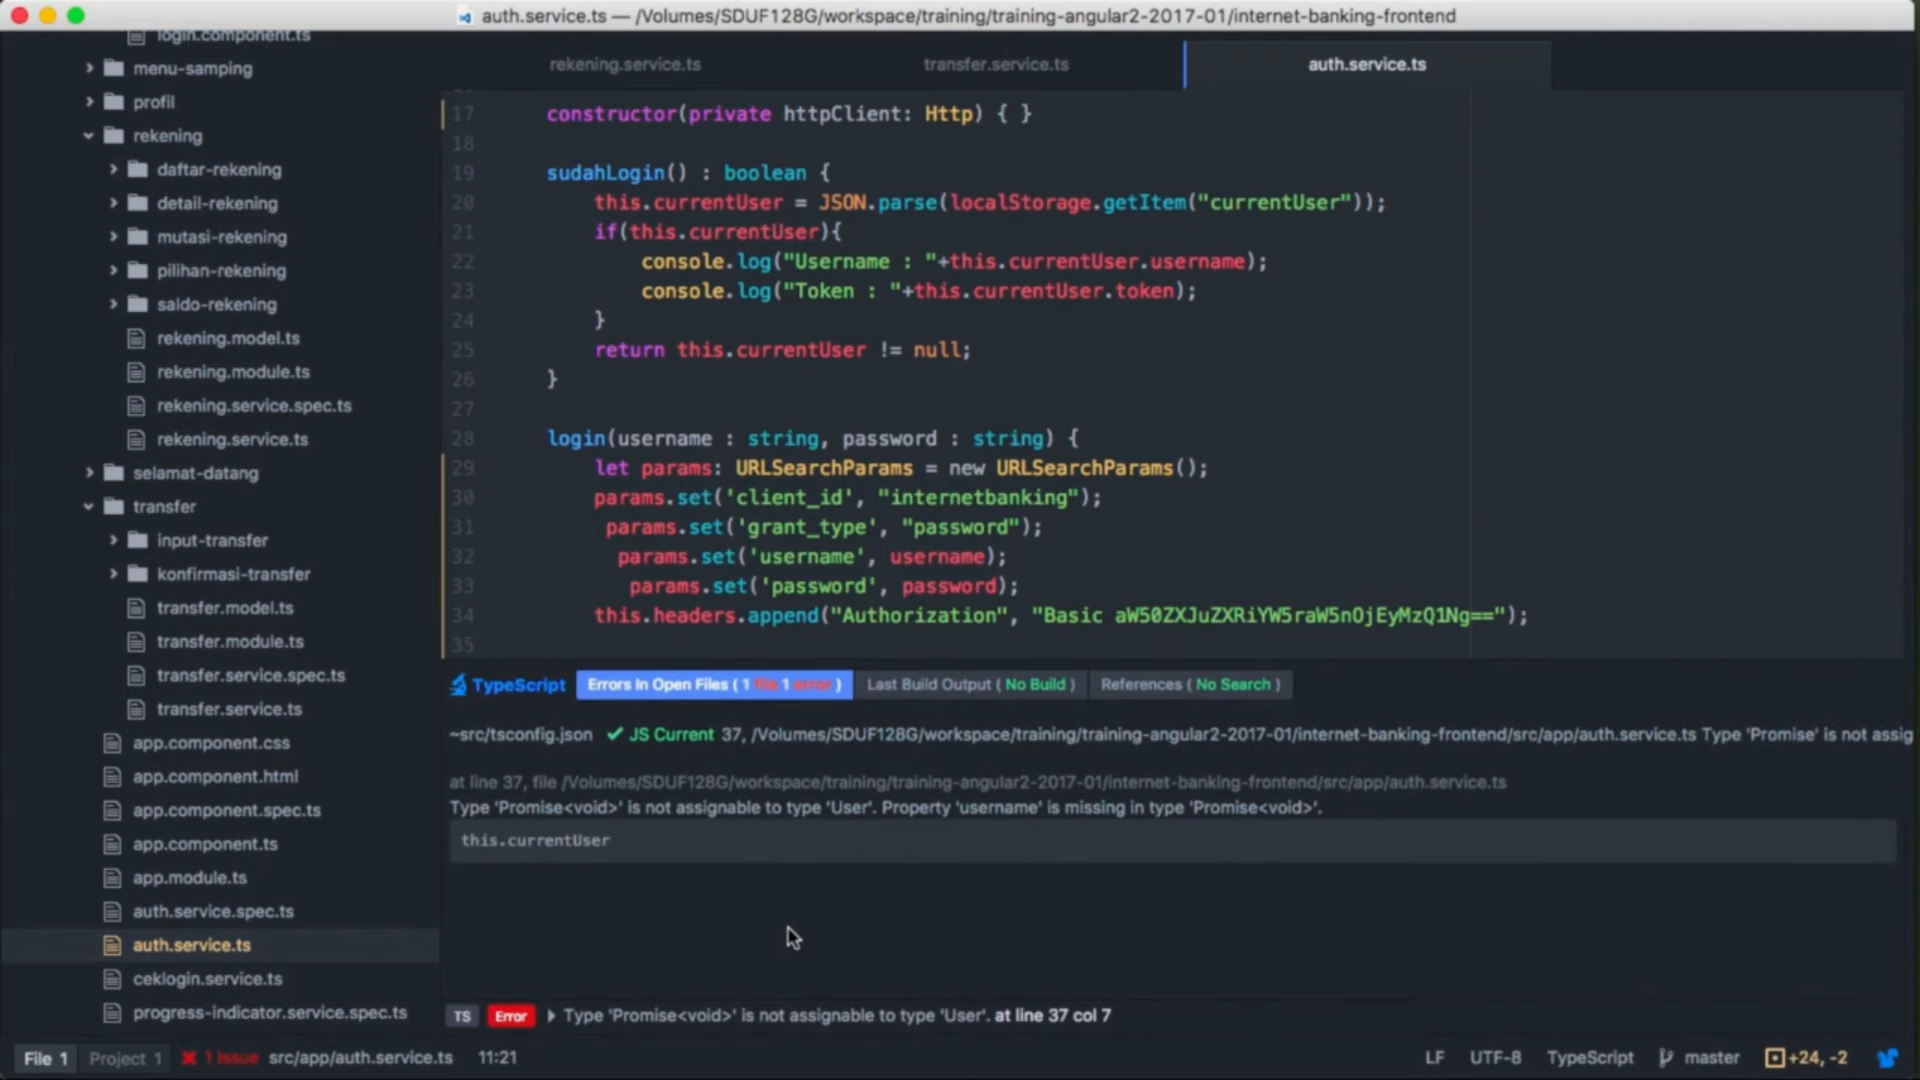 auth.service.ts — /Volumes/SDUF128G/workspace/training/training-angular2-2017-01/internet-banking-frontend
login.component.ts
menu-samping
profil
rekening
daftar-rekening
detail-rekening
mutasi-rekening
pilihan-rekening
saldo-rekening
rekening.model.ts
rekening.module.ts
rekening.service.spec.ts
rekening.service.ts
selamat-datang
transfer
input-transfer
konfirmasi-transfer
transfer.model.ts
transfer.module.ts
transfer.service.spec.ts
transfer.service.ts
app.component.css
app.component.html
app.component.spec.ts
app.component.ts
app.module.ts
auth.service.spec.ts
auth.service.ts
ceklogin.service.ts
progress-indicator.service.spec.ts
rekening.service.ts transfer.service.ts auth.service.ts
17 constructor(private httpClient: Http) { }
18
19 sudahLogin() : boolean {
20 this.currentUser = JSON.parse(localStorage.getItem("currentUser"));
21 if(this.currentUser){
22 console.log("Username : "+this.currentUser.username);
23 console.log("Token : "+this.currentUser.token);
24 }
25 return this.currentUser != null;
26 }
27
28 login(username : string, password : string) {
29 let params: URLSearchParams = new URLSearchParams();
30 params.set('client_id', "internetbanking");
31 params.set('grant_type', "password");
32 params.set('username', username);
33 params.set('password', password);
34 this.headers.append("Authorization", "Basic aW50ZXJuZXRiYW5raW5nOjEyMzQ1Ng==");
35
TypeScript Errors In Open Files ( 1 file 1 error ) Last Build Output ( No Build ) References ( No Search )
~src/tsconfig.json ✔ JS Current 37, /Volumes/SDUF128G/workspace/training/training-angular2-2017-01/internet-banking-frontend/src/app/auth.service.ts Type 'Promise' is not assig
at line 37, file /Volumes/SDUF128G/workspace/training/training-angular2-2017-01/internet-banking-frontend/src/app/auth.service.ts
Type 'Promise<void>' is not assignable to type 'User'. Property 'username' is missing in type 'Promise<void>'.
this.currentUser
TS Error Type 'Promise<void>' is not assignable to type 'User'. at line 37 col 7
File 1 Project 1 1 Issue src/app/auth.service.ts 11:21 LF UTF-8 TypeScript master +24, -2